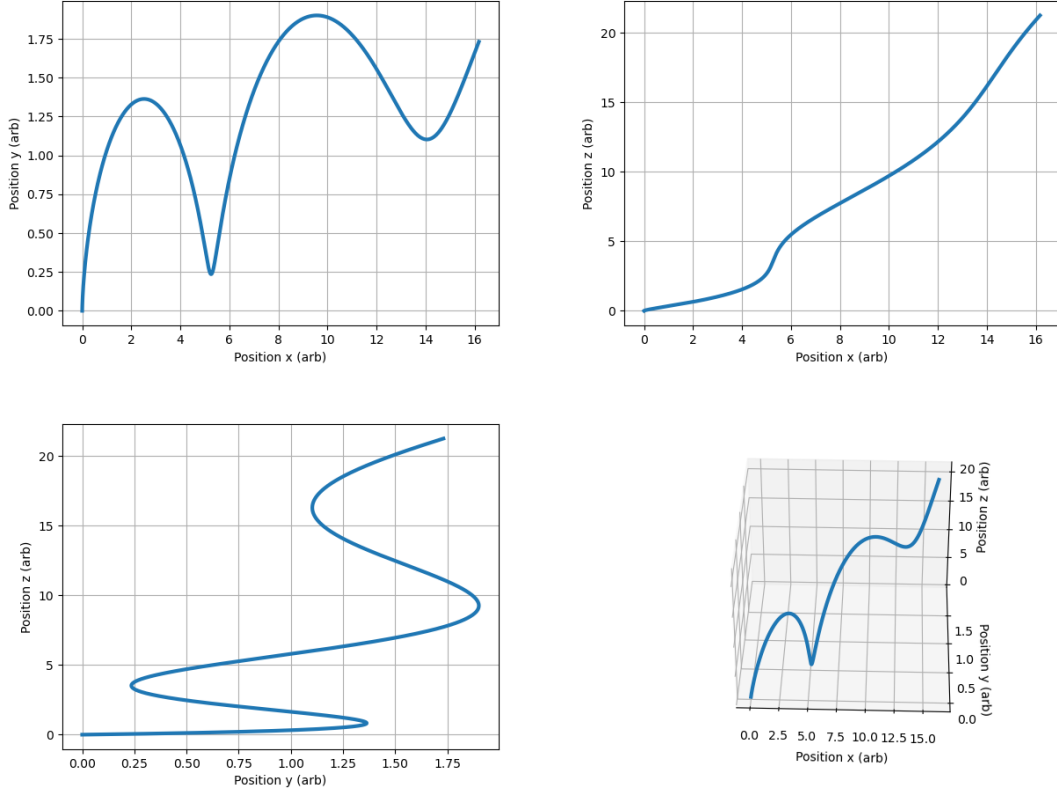 1.75
1.50
1.25
1.00
0.75
0.50
0.25
0.00
Position y (arb)
0 2 4 6 8 10 12 14 16
Position x (arb)
20
15
10
5
0
Position z (arb)
0 2 4 6 8 10 12 14 16
Position x (arb)
20
15
10
5
0
Position z (arb)
0.00 0.25 0.50 0.75 1.00 1.25 1.50 1.75
Position y (arb)
20
15
10
5
0
Position z (arb)
1.5
1.0
0.5
0.0
Position y (arb)
0.0 2.5 5.0 7.5 10.0 12.5 15.0
Position x (arb)